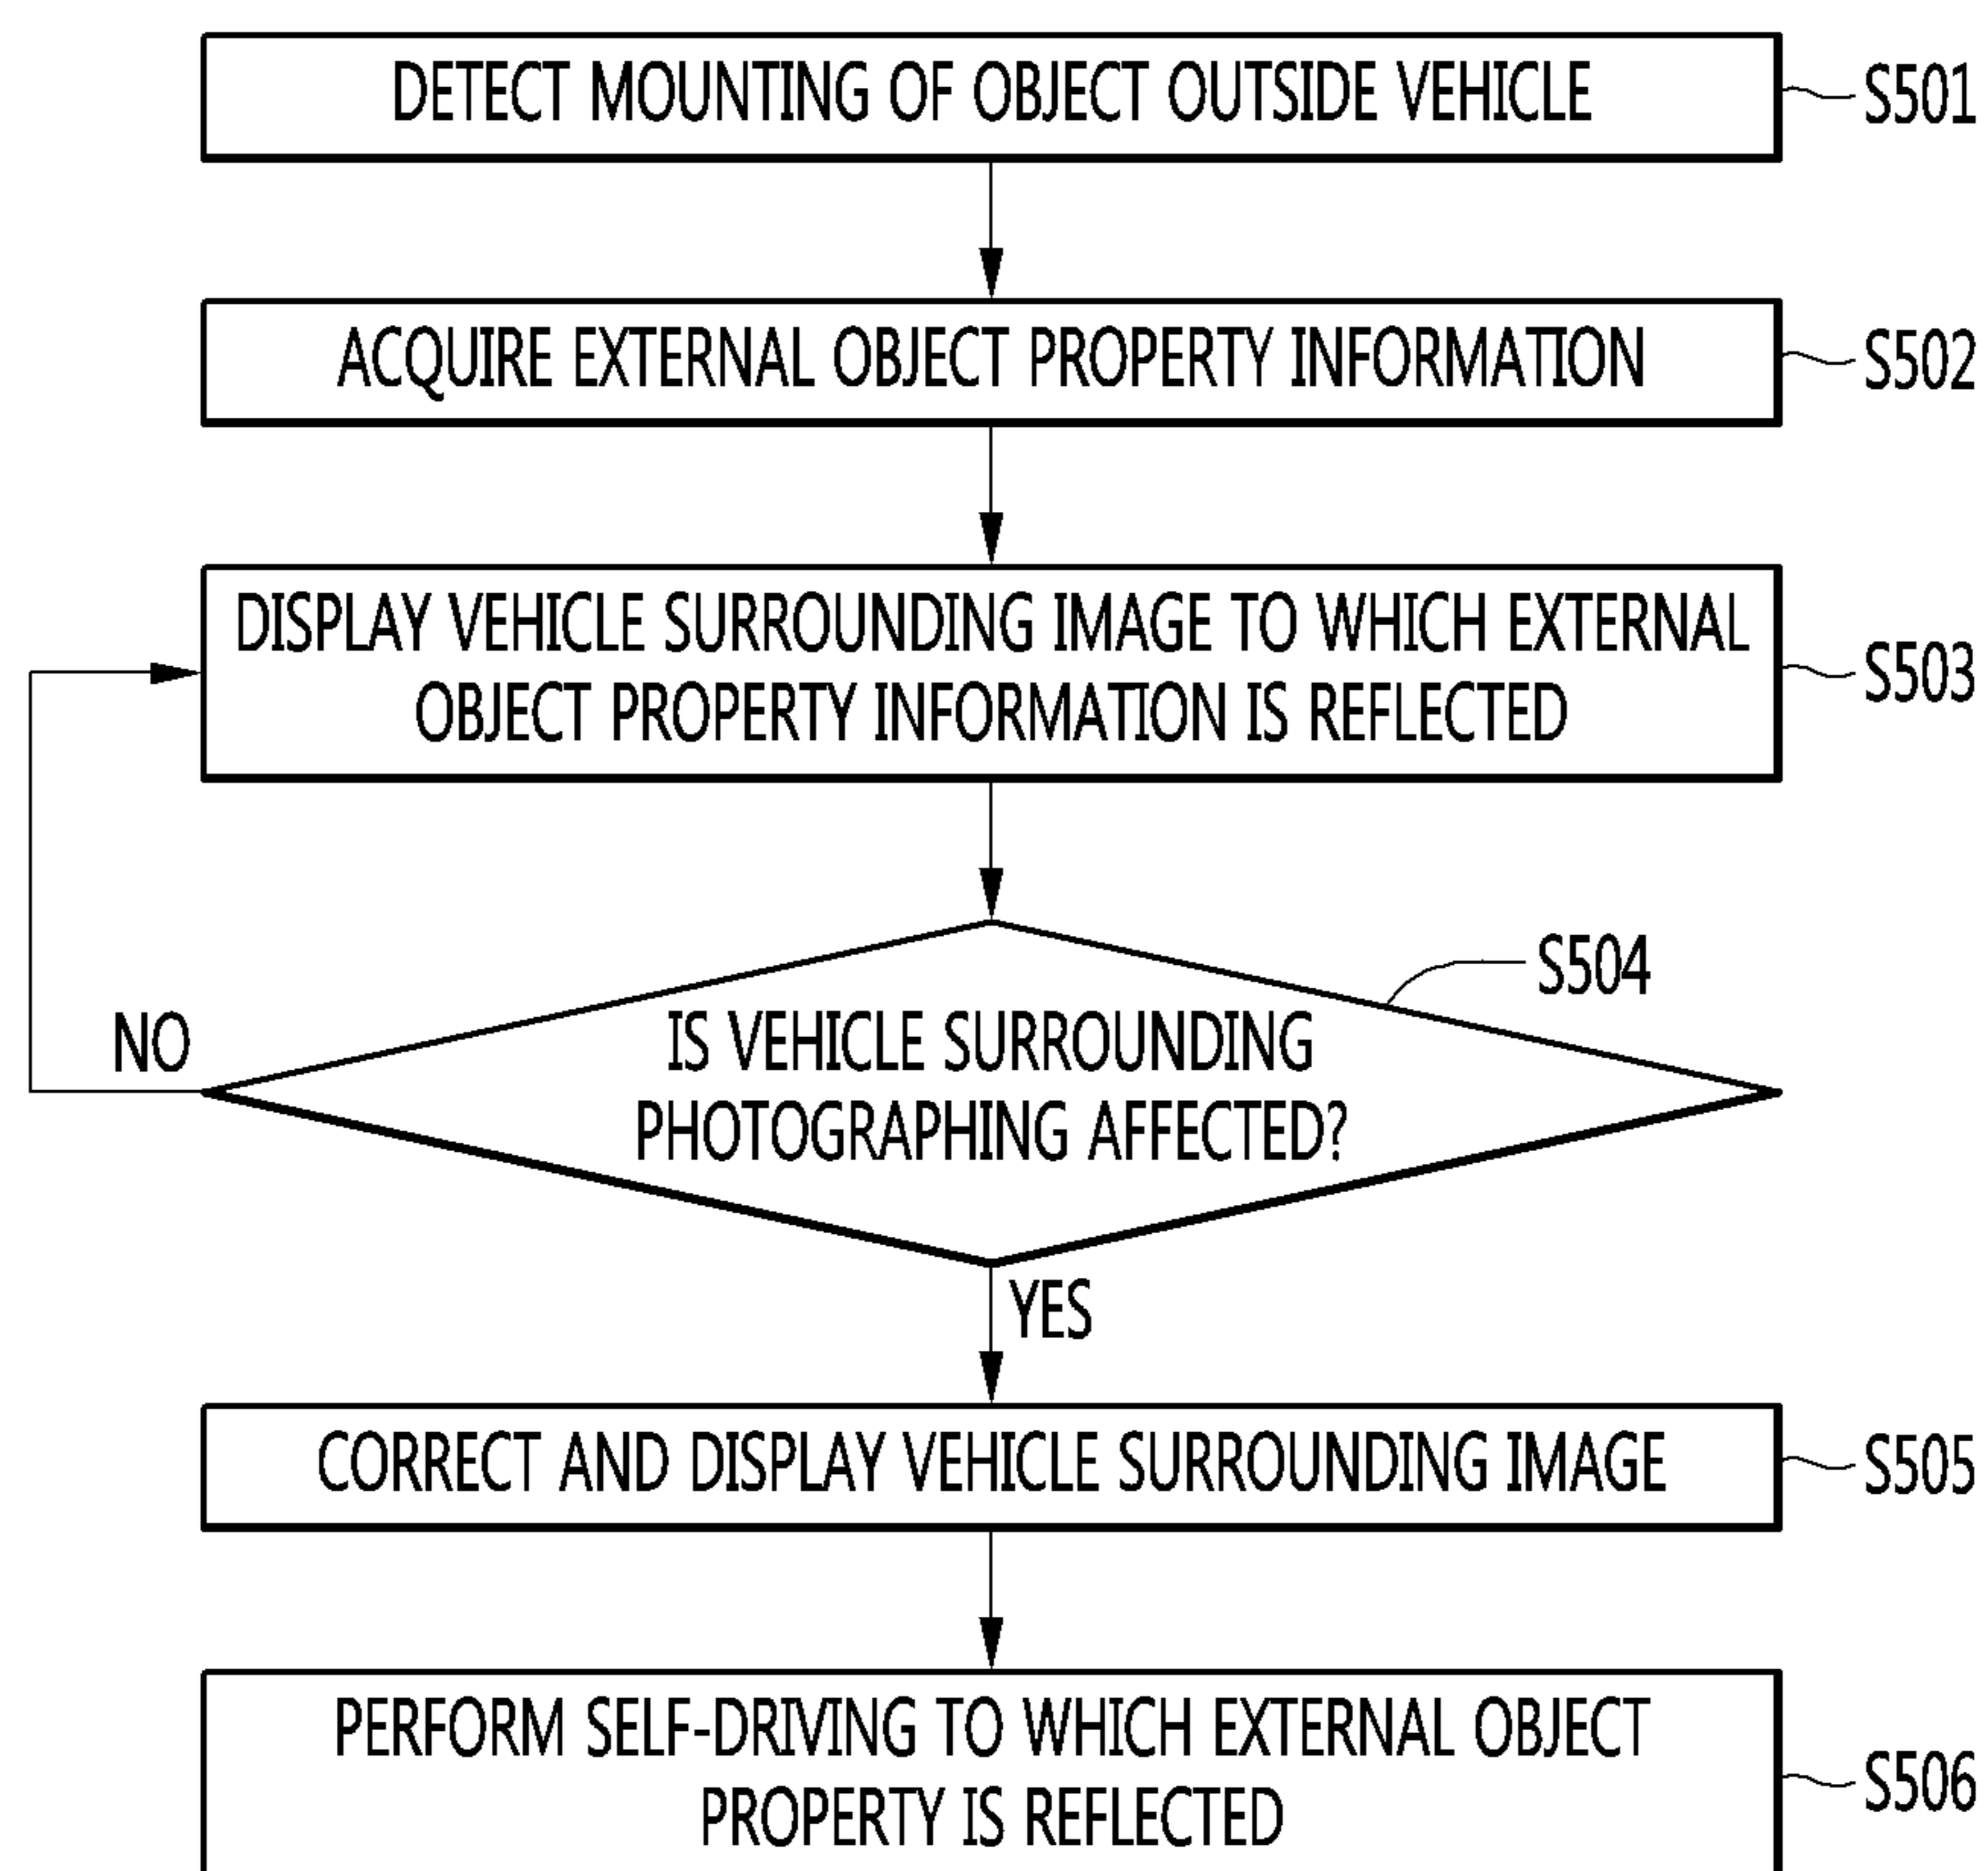 DETECT MOUNTING OF OBJECT OUTSIDE VEHICLE
S501
ACQUIRE EXTERNAL OBJECT PROPERTY INFORMATION
S502
DISPLAY VEHICLE SURROUNDING IMAGE TO WHICH EXTERNAL
OBJECT PROPERTY INFORMATION IS REFLECTED
S503
S504
IS VEHICLE SURROUNDING
PHOTOGRAPHING AFFECTED?
NO
YES
CORRECT AND DISPLAY VEHICLE SURROUNDING IMAGE
S505
PERFORM SELF-DRIVING TO WHICH EXTERNAL OBJECT
PROPERTY IS REFLECTED
S506